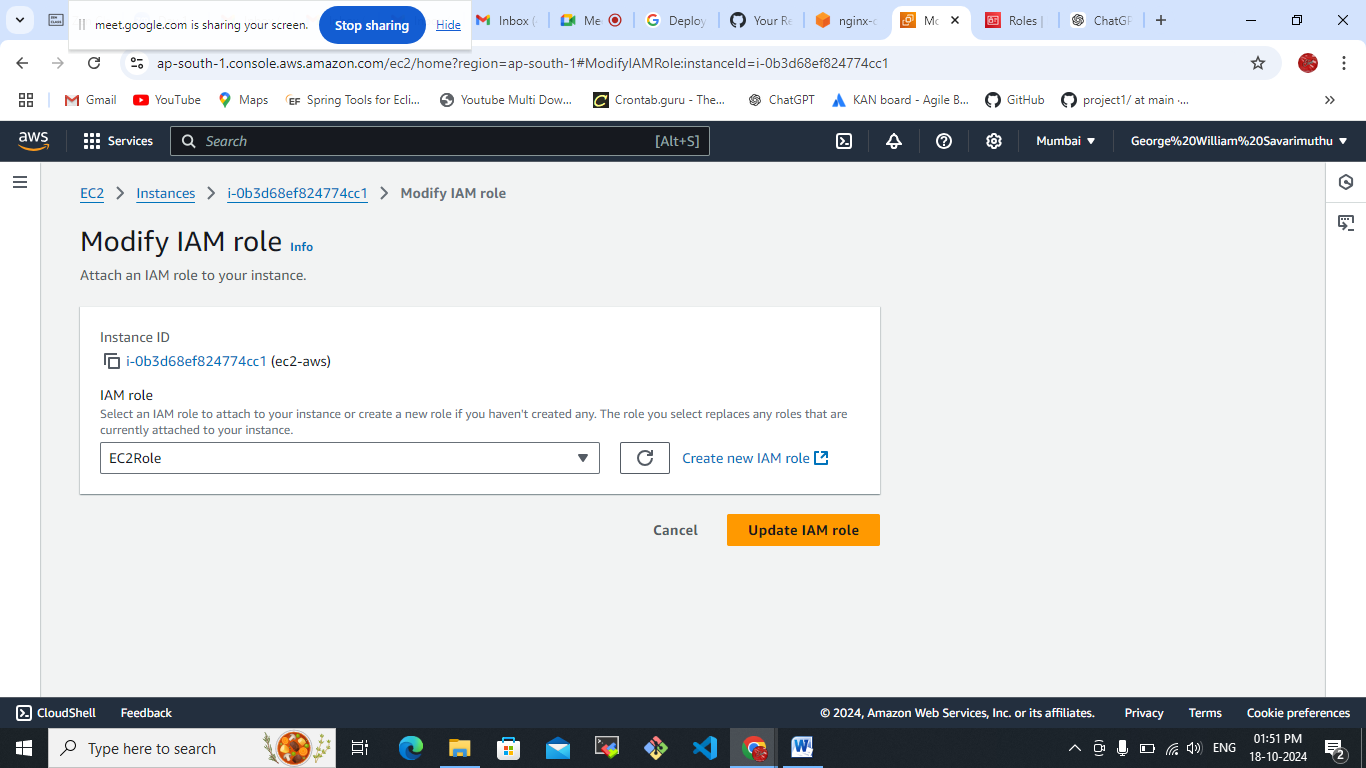 meet.google.com is sharing your screen. Stop sharing Hide
Inbox (
Me
Deploy
Your Re
nginx-c
Mo
Roles |
ChatGP
ap-south-1.console.aws.amazon.com/ec2/home?region=ap-south-1#ModifyIAMRole:instanceId=i-0b3d68ef824774cc1
Gmail YouTube Maps Spring Tools for Ecli... Youtube Multi Dow... Crontab.guru - The... ChatGPT KAN board - Agile B... GitHub project1/ at main ·...
aws Services Search [Alt+S] Mumbai George%20William%20Savarimuthu
EC2 Instances i-0b3d68ef824774cc1 Modify IAM role
Modify IAM role Info
Attach an IAM role to your instance.
Instance ID
i-0b3d68ef824774cc1 (ec2-aws)
IAM role
Select an IAM role to attach to your instance or create a new role if you haven't created any. The role you select replaces any roles that are
currently attached to your instance.
EC2Role Create new IAM role
Cancel Update IAM role
CloudShell Feedback © 2024, Amazon Web Services, Inc. or its affiliates. Privacy Terms Cookie preferences
Type here to search ENG 01:51 PM
18-10-2024 2